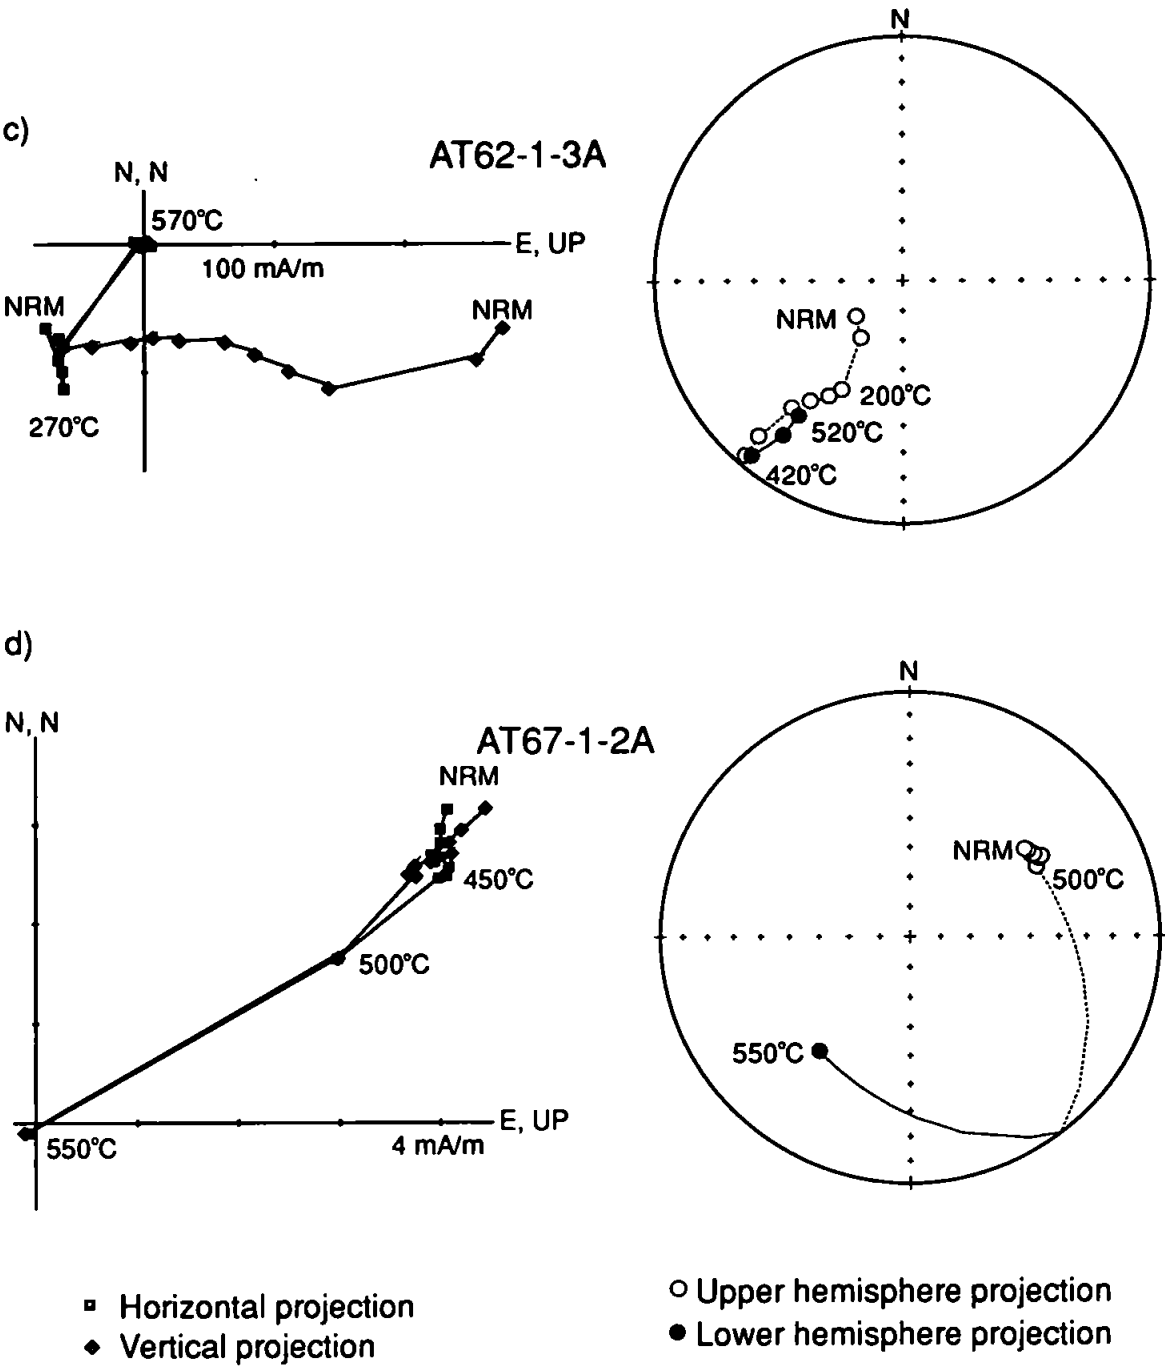 c)
AT62-1-3A
N
N, N
570°C
E, UP
100 mA/m
NRM
NRM
270°C
NRM
200°C
520°C
420°C
d)
N
N, N
AT67-1-2A
NRM
450°C
500°C
E, UP
550°C
4 mA/m
NRM
500°C
550°C
Horizontal projection
Vertical projection
Upper hemisphere projection
Lower hemisphere projection